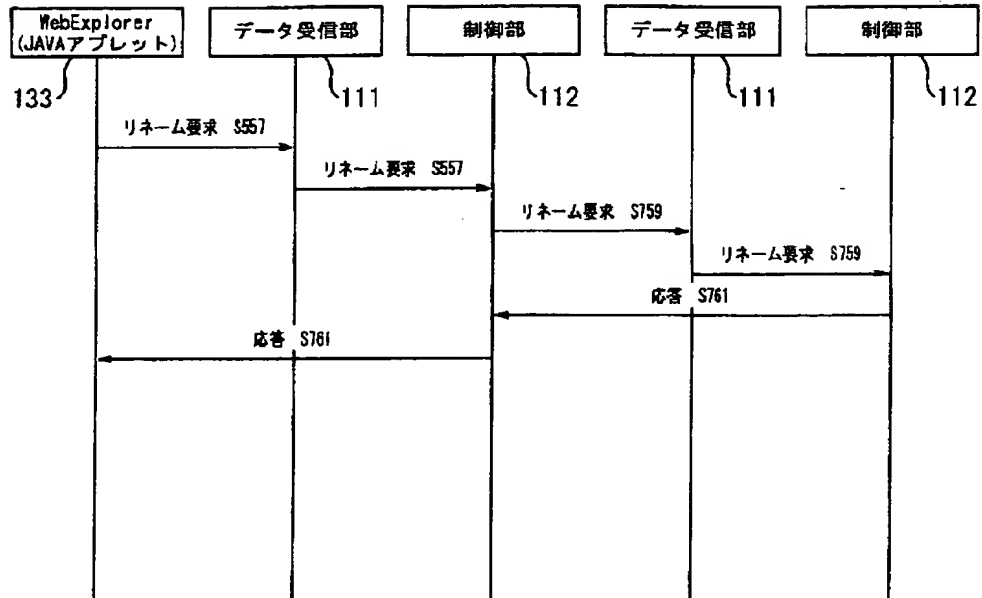 WebExplorer
(JAVAアプレット)
データ受信部
制御部
データ受信部
制御部
133
111
112
111
112
リネーム要求 S557
リネーム要求 S557
リネーム要求 S759
リネーム要求 S759
応答 S761
応答 S761